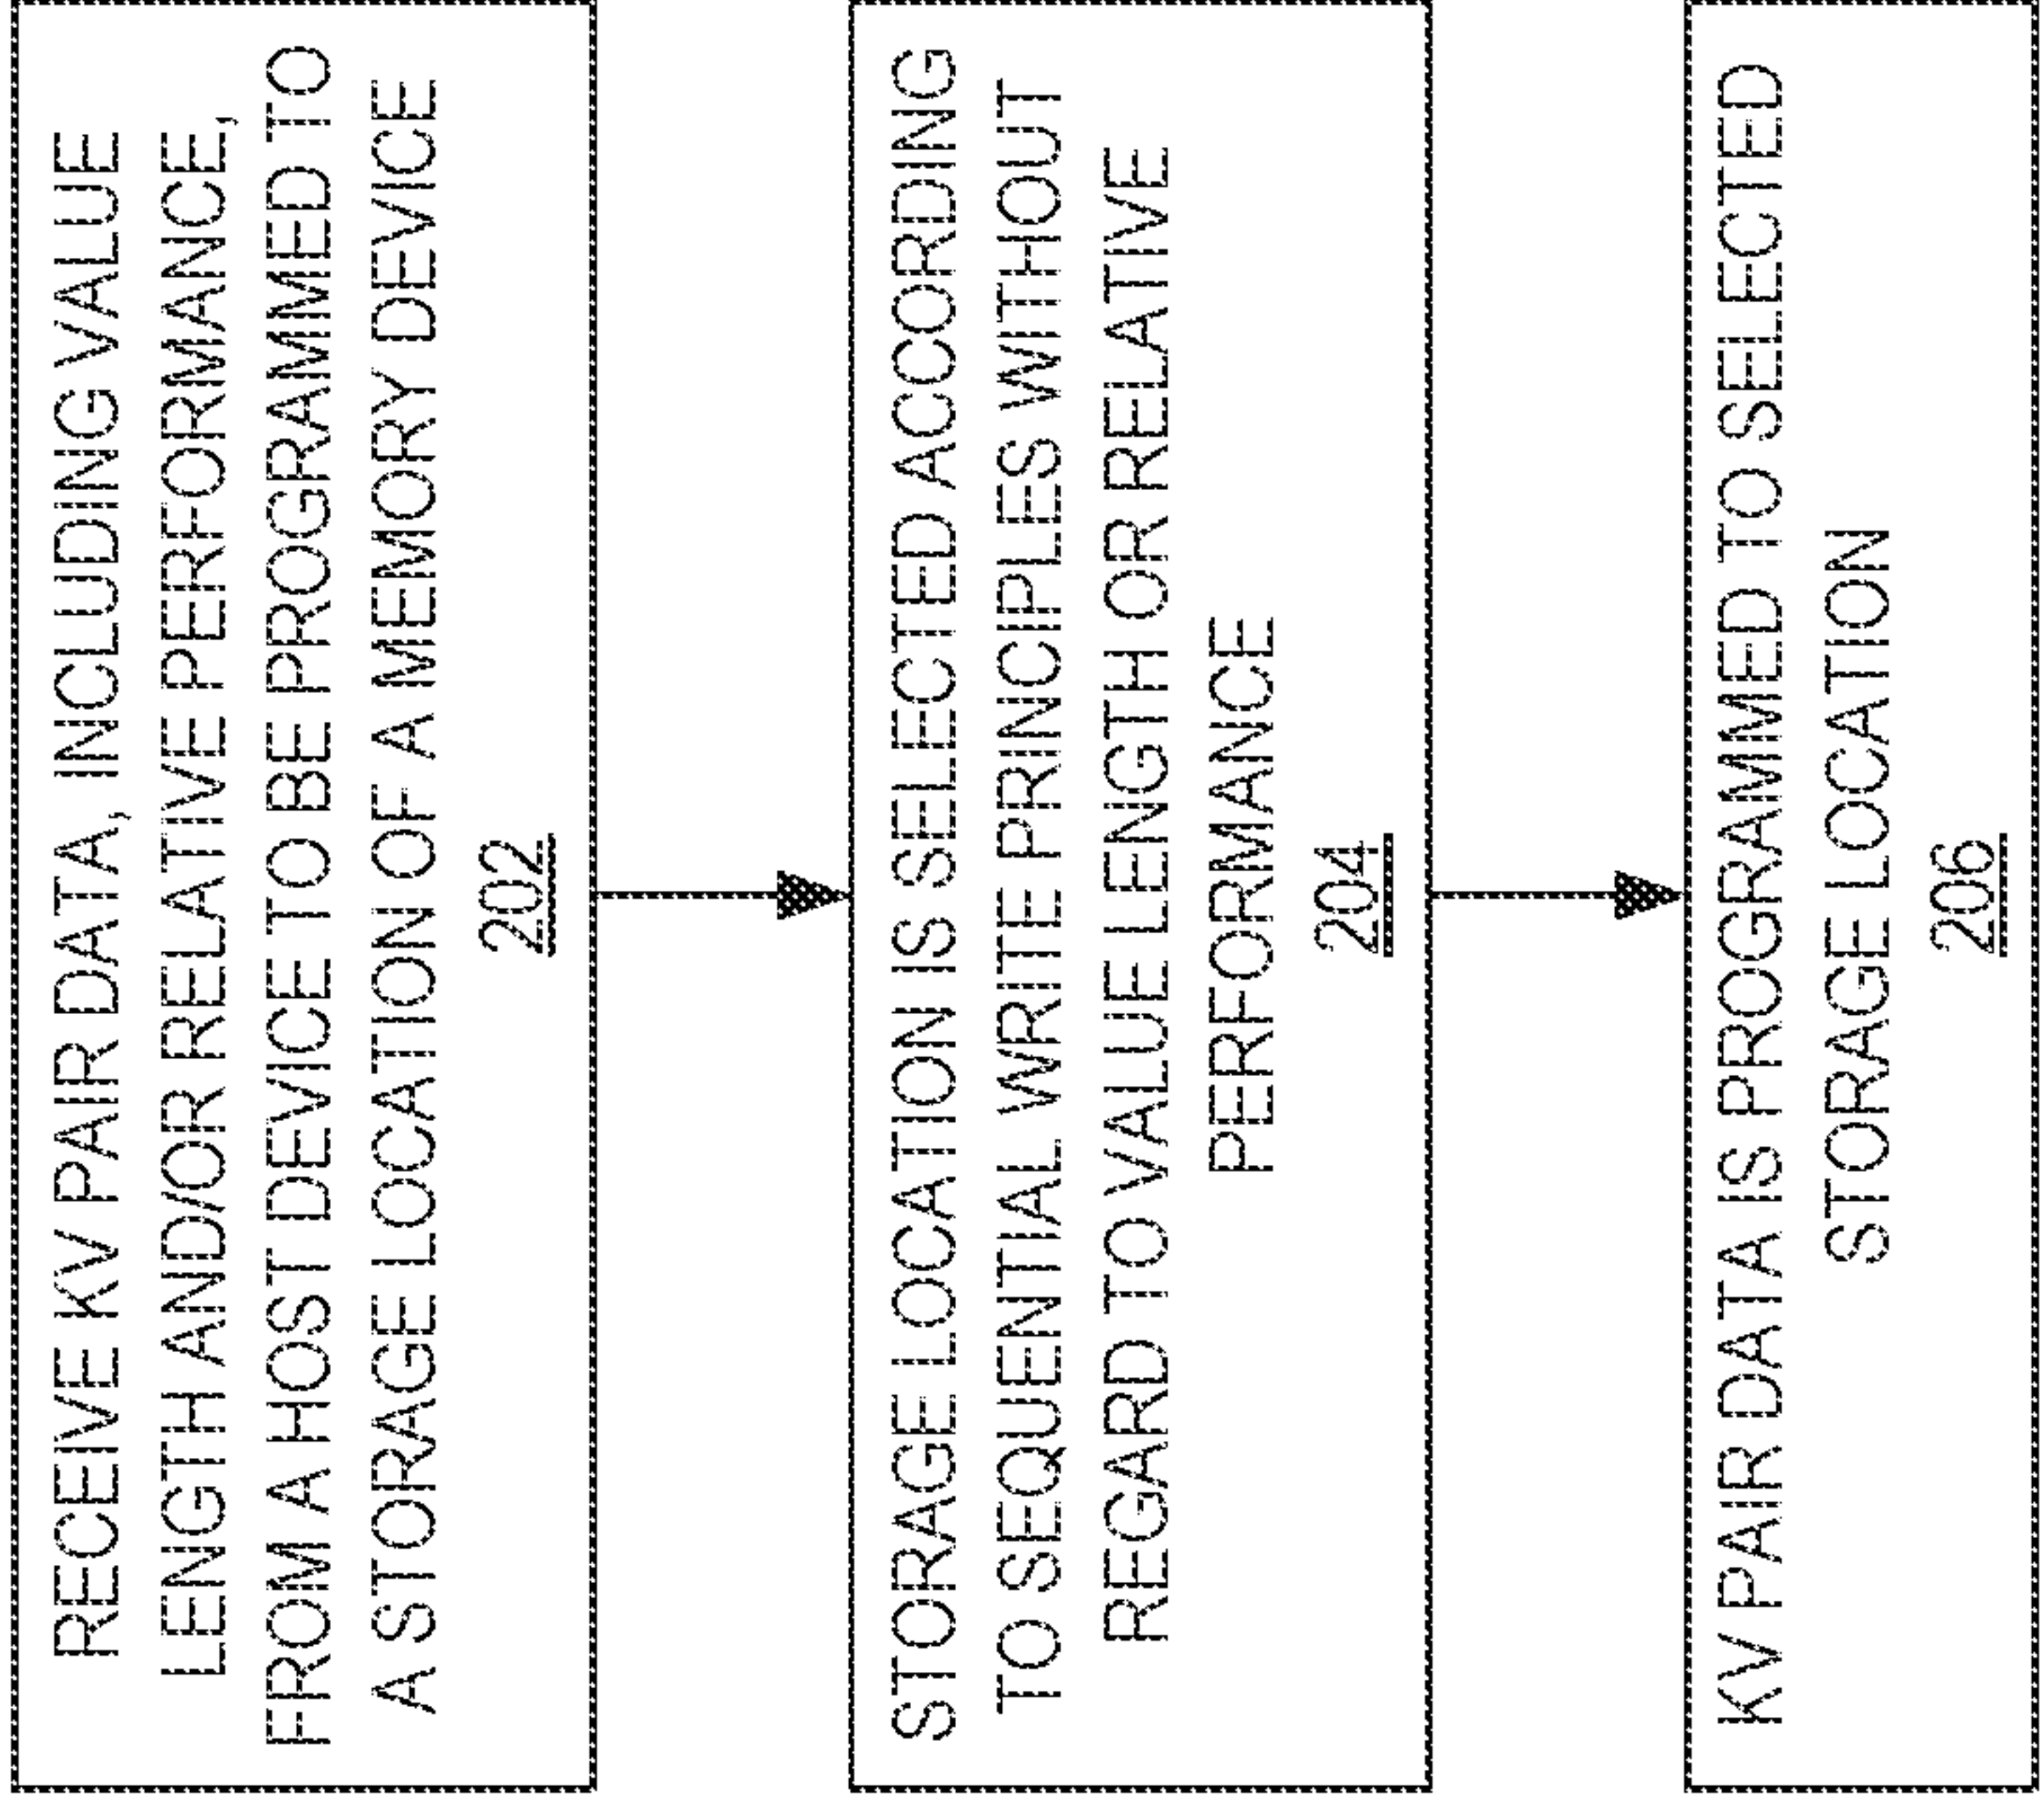 RECEIVE KV PAIR DATA, INCLUDING VALUE
LENGTH AND/OR RELATIVE PERFORMANCE,
FROM A HOST DEVICE TO BE PROGRAMMED TO
A STORAGE LOCATION OF A MEMORY DEVICE
202
STORAGE LOCATION IS SELECTED ACCORDING
TO SEQUENTIAL WRITE PRINCIPLES WITHOUT
REGARD TO VALUE LENGTH OR RELATIVE
PERFORMANCE
204
KV PAIR DATA IS PROGRAMMED TO SELECTED
STORAGE LOCATION
206